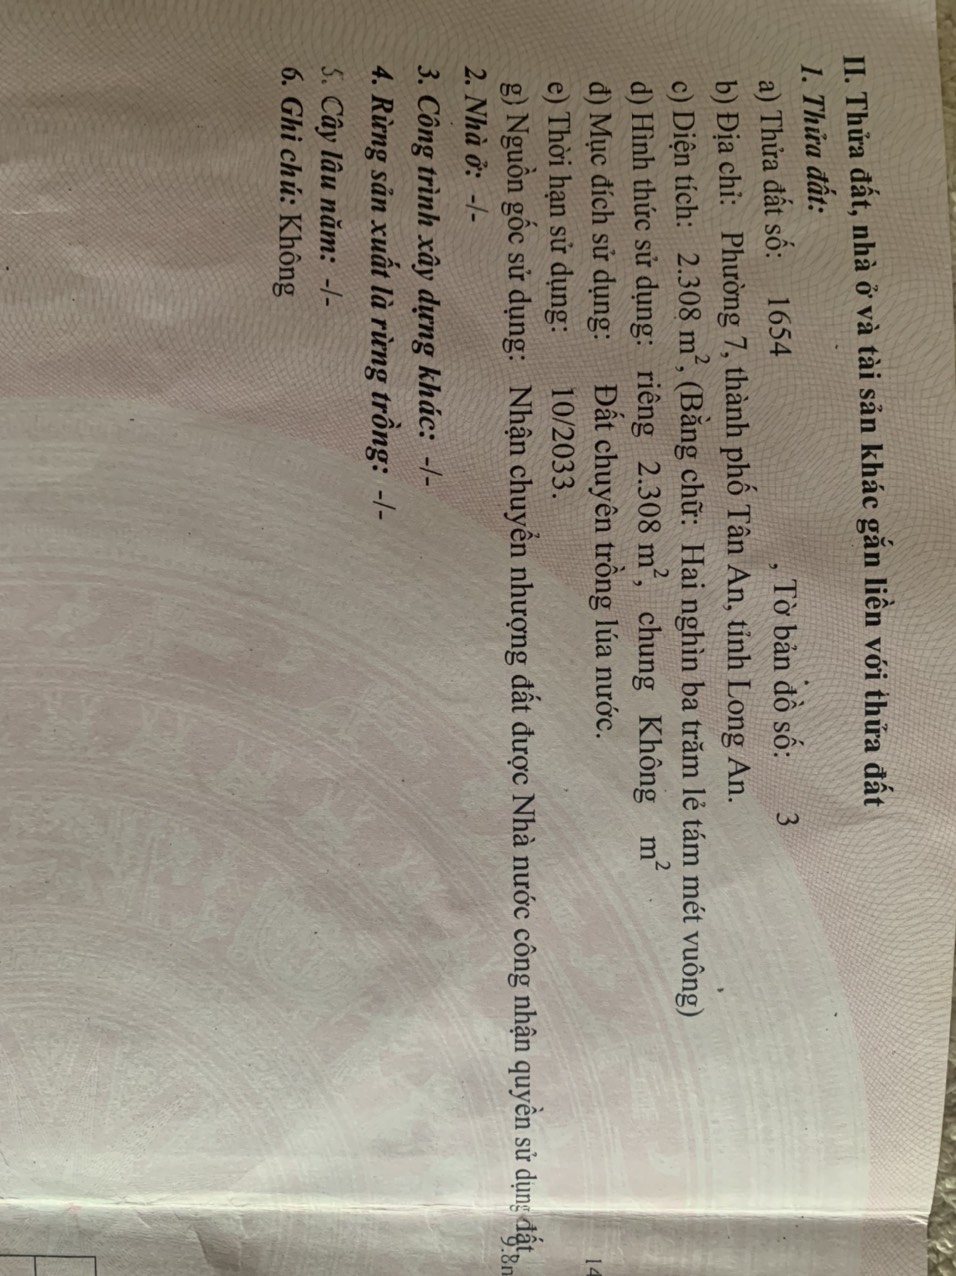 II. Thửa đất, nhà ở và tài sản khác gắn liền với thửa đất
1. Thửa đất:
a) Thửa đất số: 1654 , Tờ bản đồ số: 3
b) Địa chỉ: Phường 7, thành phố Tân An, tỉnh Long An.
c) Diện tích: 2.308 m², (Bằng chữ: Hai nghìn ba trăm lẻ tám mét vuông)
d) Hình thức sử dụng: riêng 2.308 m², chung Không m²
đ) Mục đích sử dụng: Đất chuyên trồng lúa nước.
e) Thời hạn sử dụng: 10/2033.
g) Nguồn gốc sử dụng: Nhận chuyển nhượng đất được Nhà nước công nhận quyền sử dụng đất.
2. Nhà ở: -/-
3. Công trình xây dựng khác: -/-
4. Rừng sản xuất là rừng trồng: -/-
5. Cây lâu năm: -/-
6. Ghi chú: Không
14